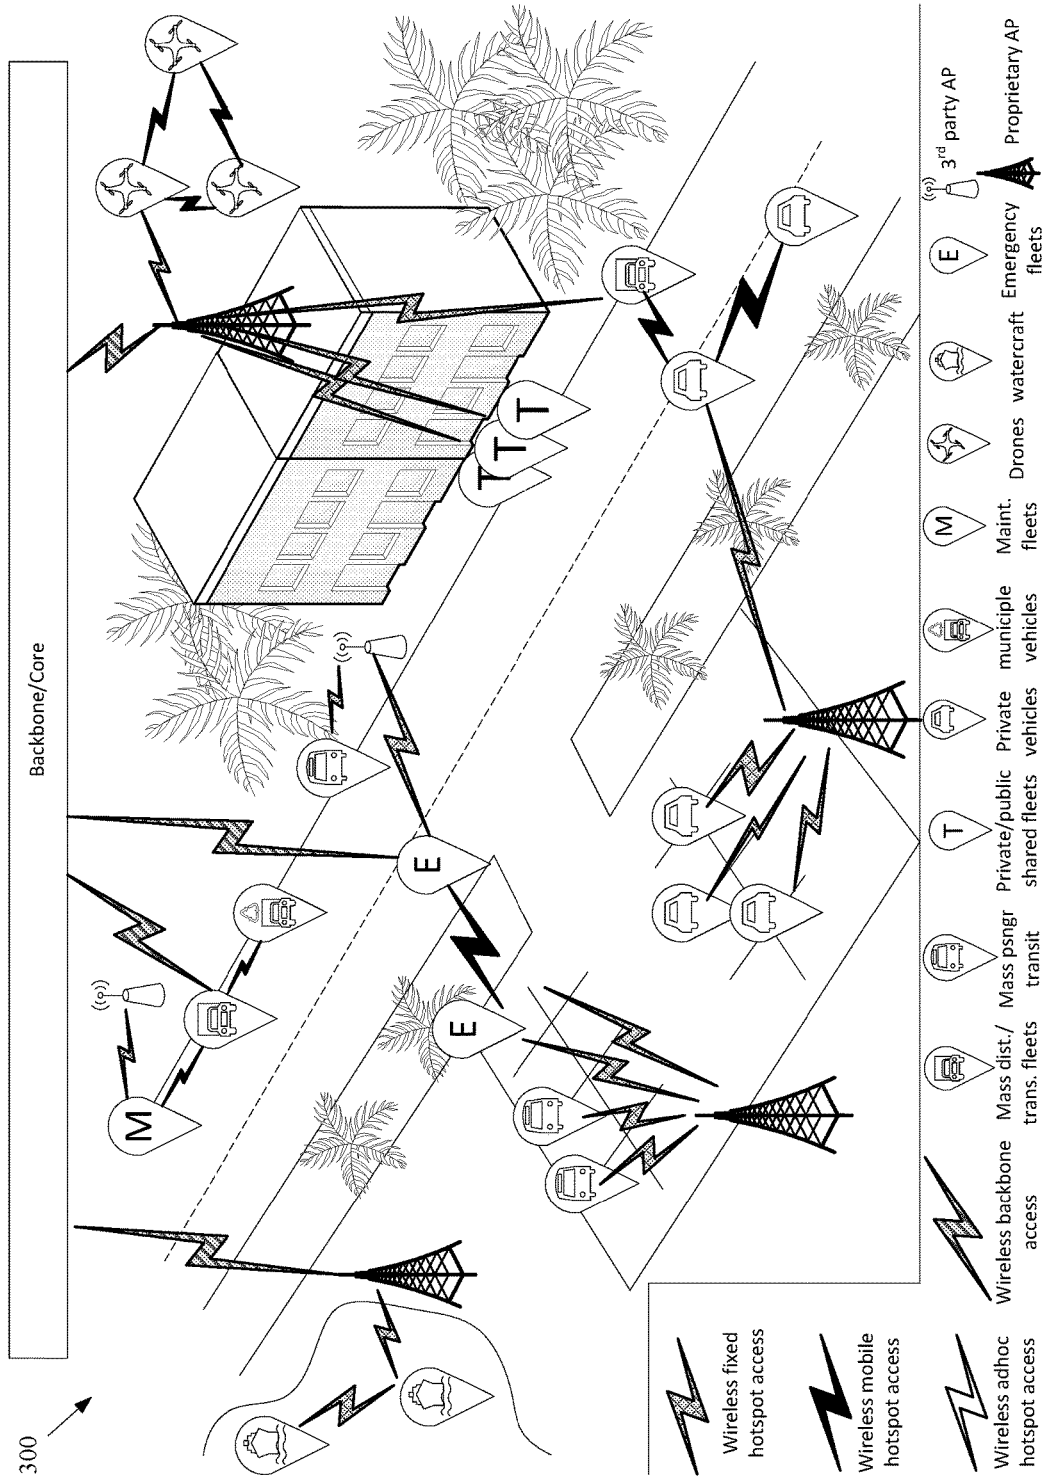 300
Backbone/Core
M
E
E
T
T
T
Wireless fixed
hotspot access
Wireless mobile
hotspot access
Wireless adhoc
hotspot access
Wireless backbone
access
Mass dist./
trans. fleets
Mass psngr
transit
T
Private/public
shared fleets
Private
vehicles
municiple
vehicles
M
Maint.
fleets
Drones
watercraft
E
Emergency
fleets
3rd party AP
Proprietary AP